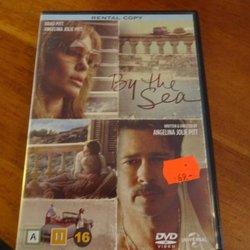 RENTAL COPY
BRAD PITT
ANGELINA JOLIE PITT
By the
Sea
WRITTEN & DIRECTED BY
ANGELINA JOLIE PITT
69.-
A
11
16
DVD
VIDEO
UNIVERSAL